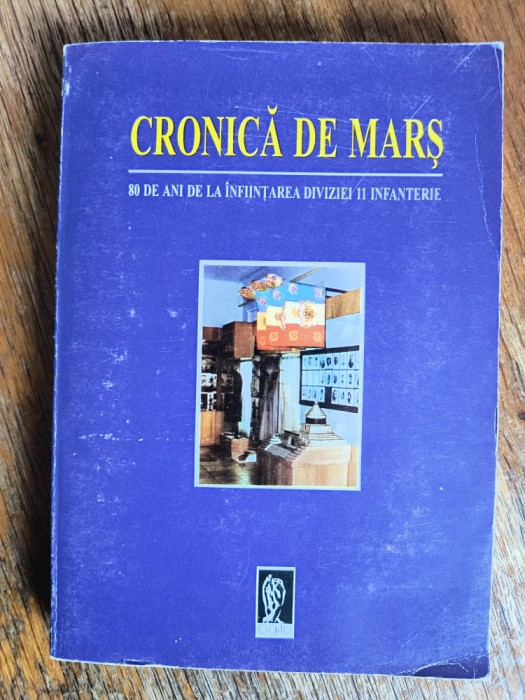 CRONICĂ DE MARŞ
80 DE ANI DE LA ÎNFIINŢAREA DIVIZIEI 11 INFANTERIE